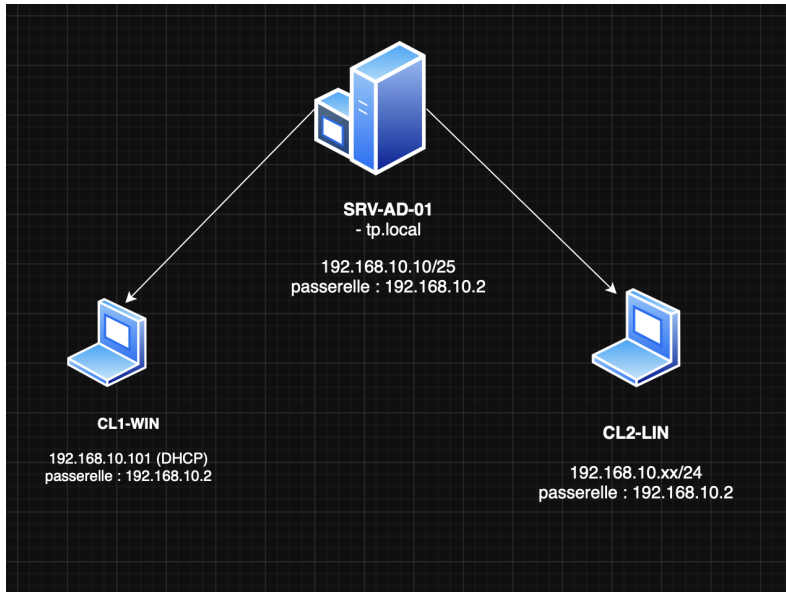 SRV-AD-01
- tp.local
192.168.10.10/25
passerelle : 192.168.10.2
CL1-WIN
192.168.10.101 (DHCP)
passerelle : 192.168.10.2
CL2-LIN
192.168.10.xx/24
passerelle : 192.168.10.2